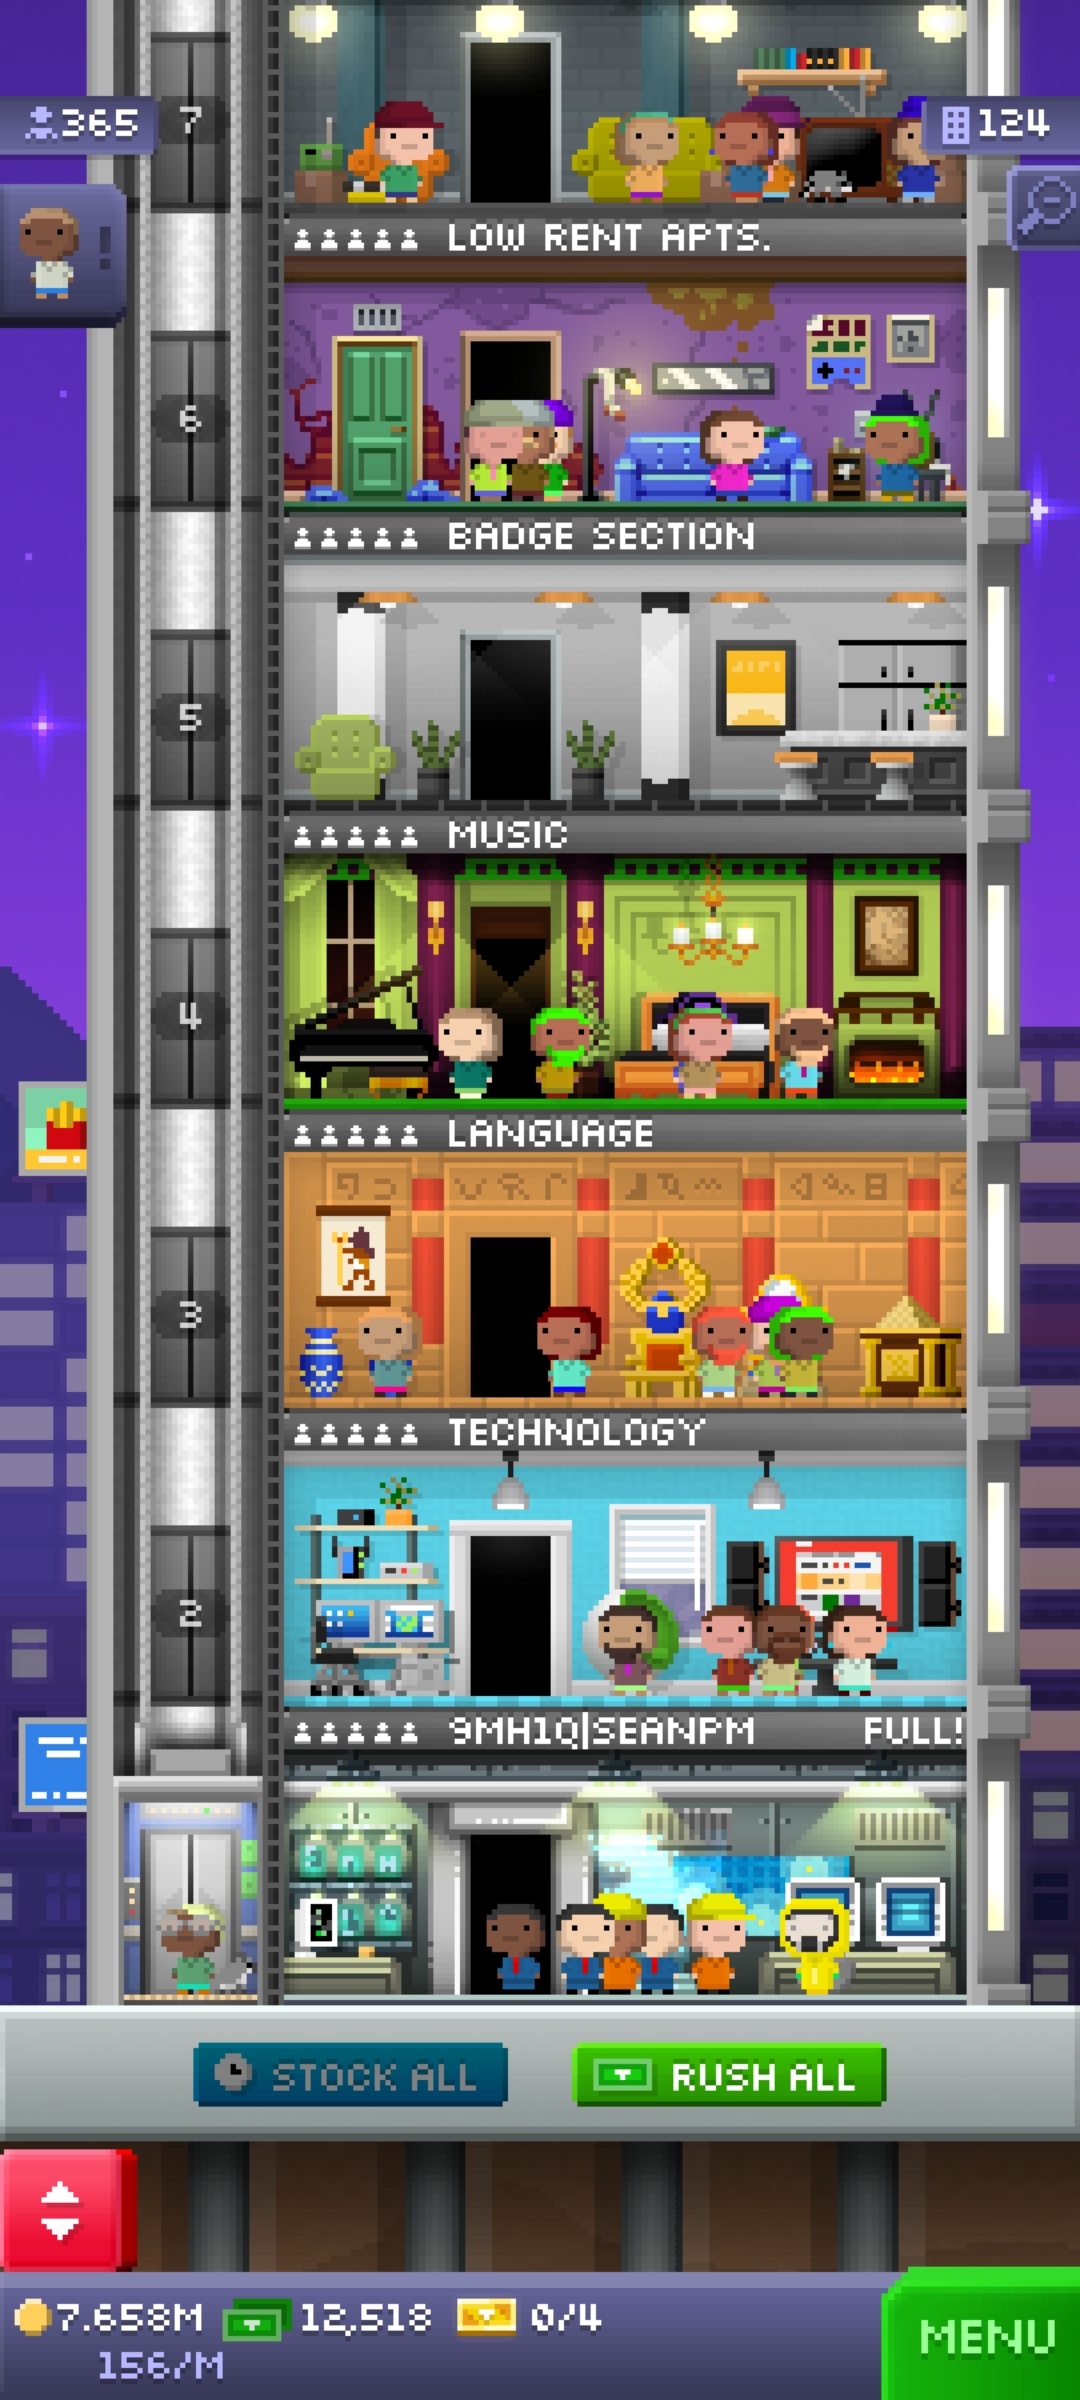 7
365
124
LOW RENT APTS.
6
BADGE SECTION
5
MUSIC
4
LANGUAGE
3
TECHNOLOGY
2
9MH1Q|SEANPM FULL!
STOCK ALL
RUSH ALL
7.658M 12,518 0/4
156/M
MENU